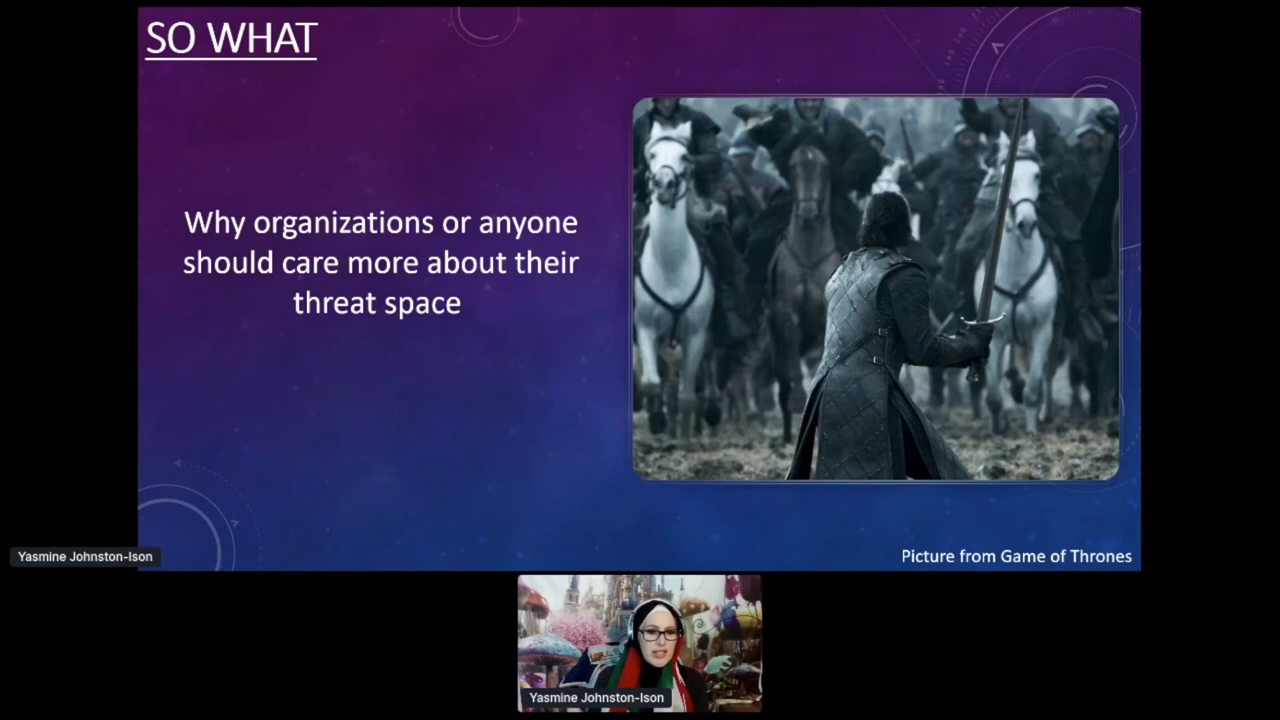 SO WHAT
Why organizations or anyone
should care more about their
threat space
Yasmine Johnston-Ison
Picture from Game of Thrones
Yasmine Johnston-Ison